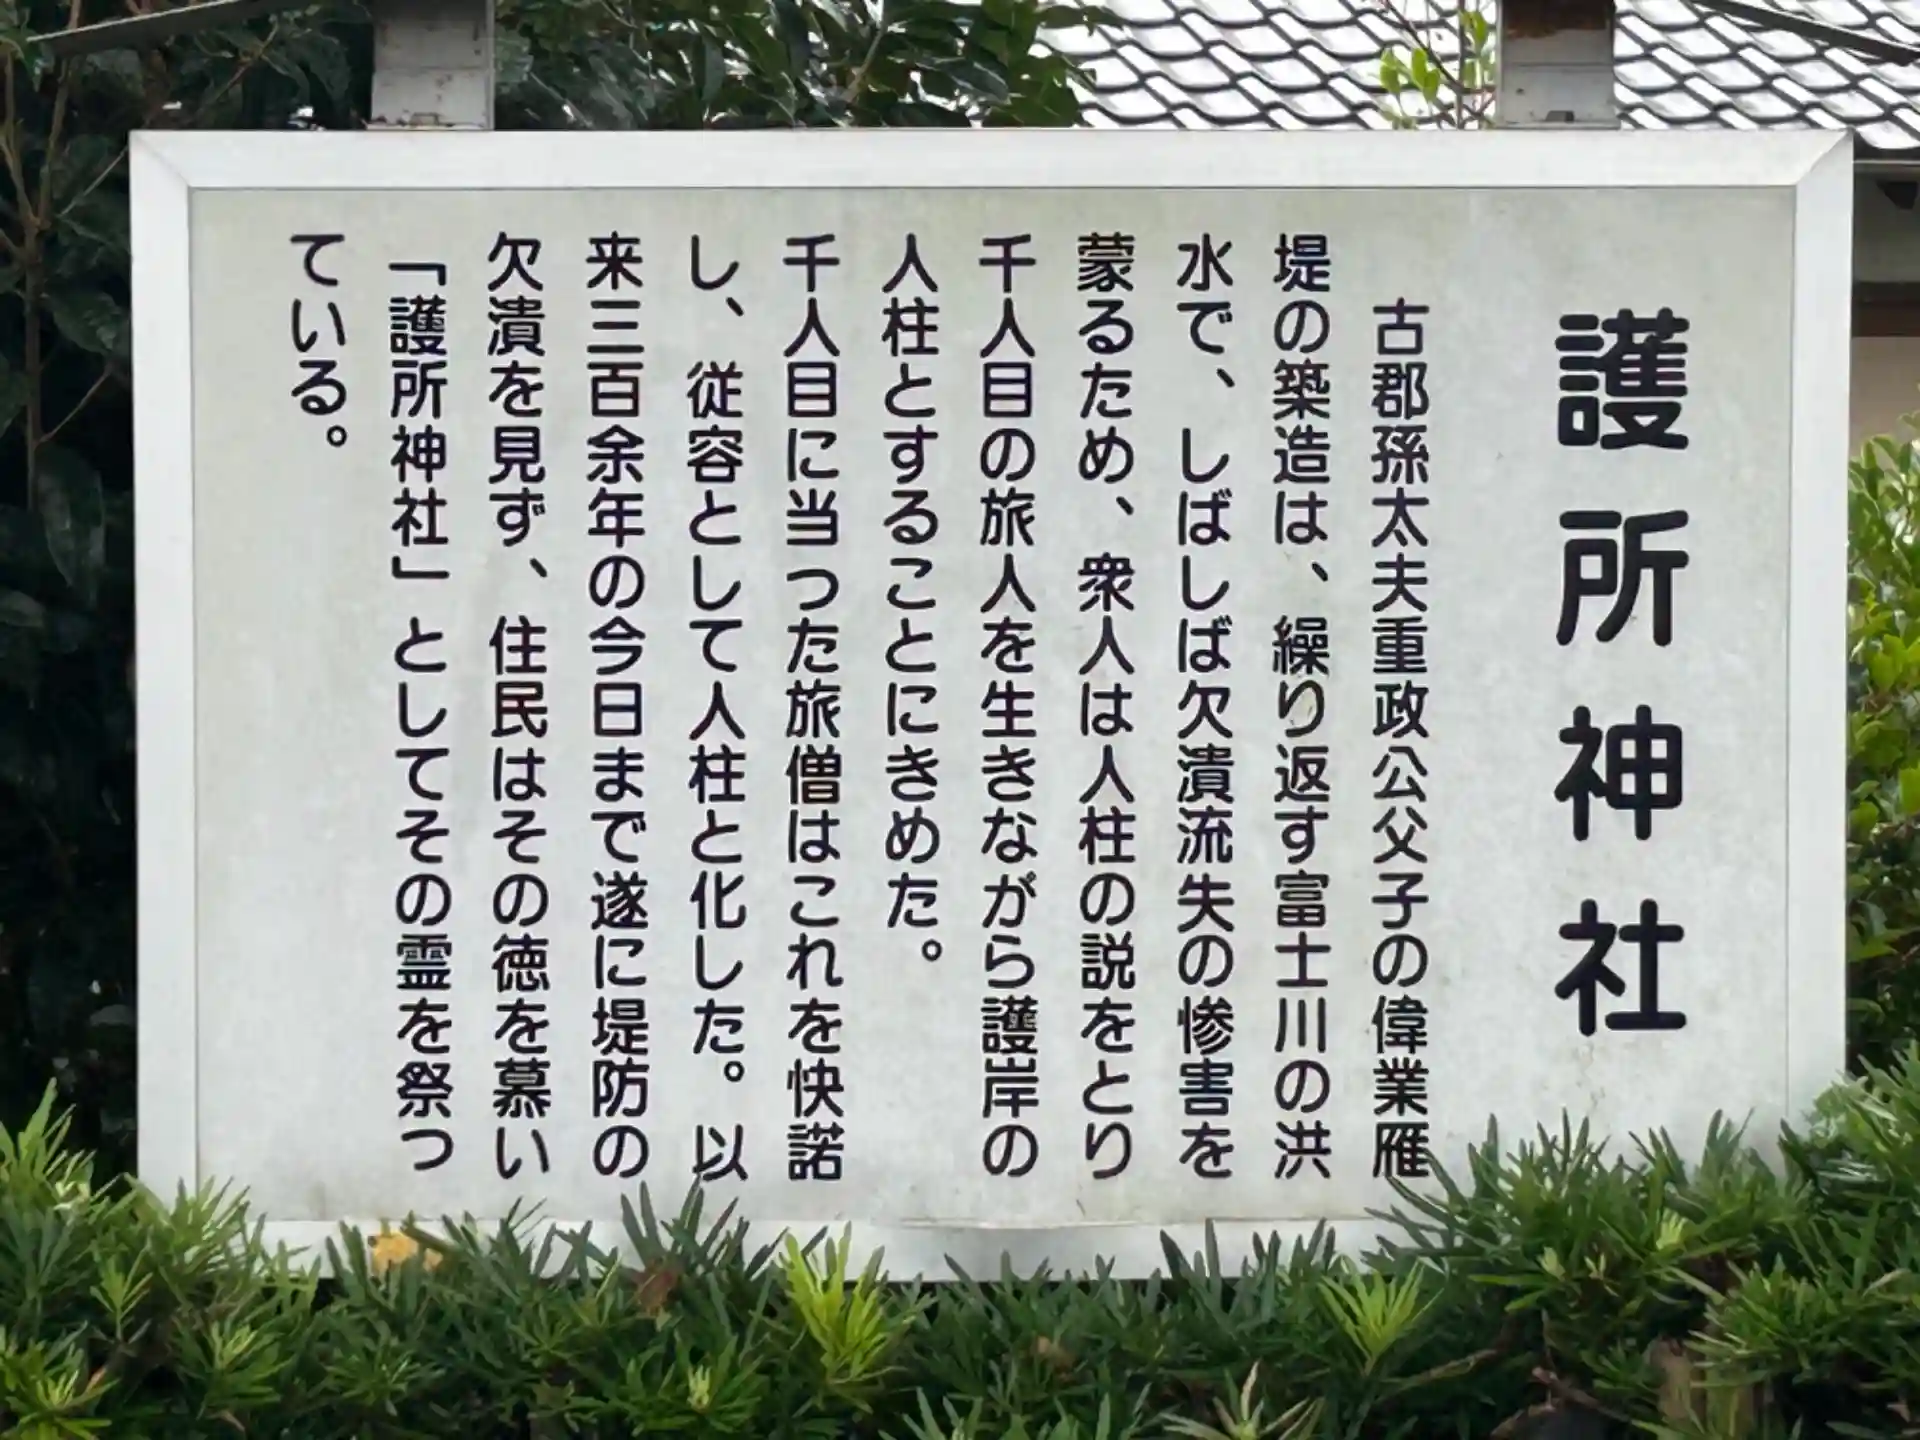 護所神社
古郡孫太夫重政公父子の偉業雁
堤の築造は、繰り返す富士川の洪
水で、しばしば欠潰流失の惨害を
蒙るため、衆人は人柱の説をとり
千人目の旅人を生きながら護岸の
人柱とすることにきめた。
千人目に当つた旅僧はこれを快諾
し、従容として人柱と化した。以
来三百余年の今日まで遂に堤防の
欠潰を見ず、住民はその徳を慕い
「護所神社」としてその霊を祭つ
ている。